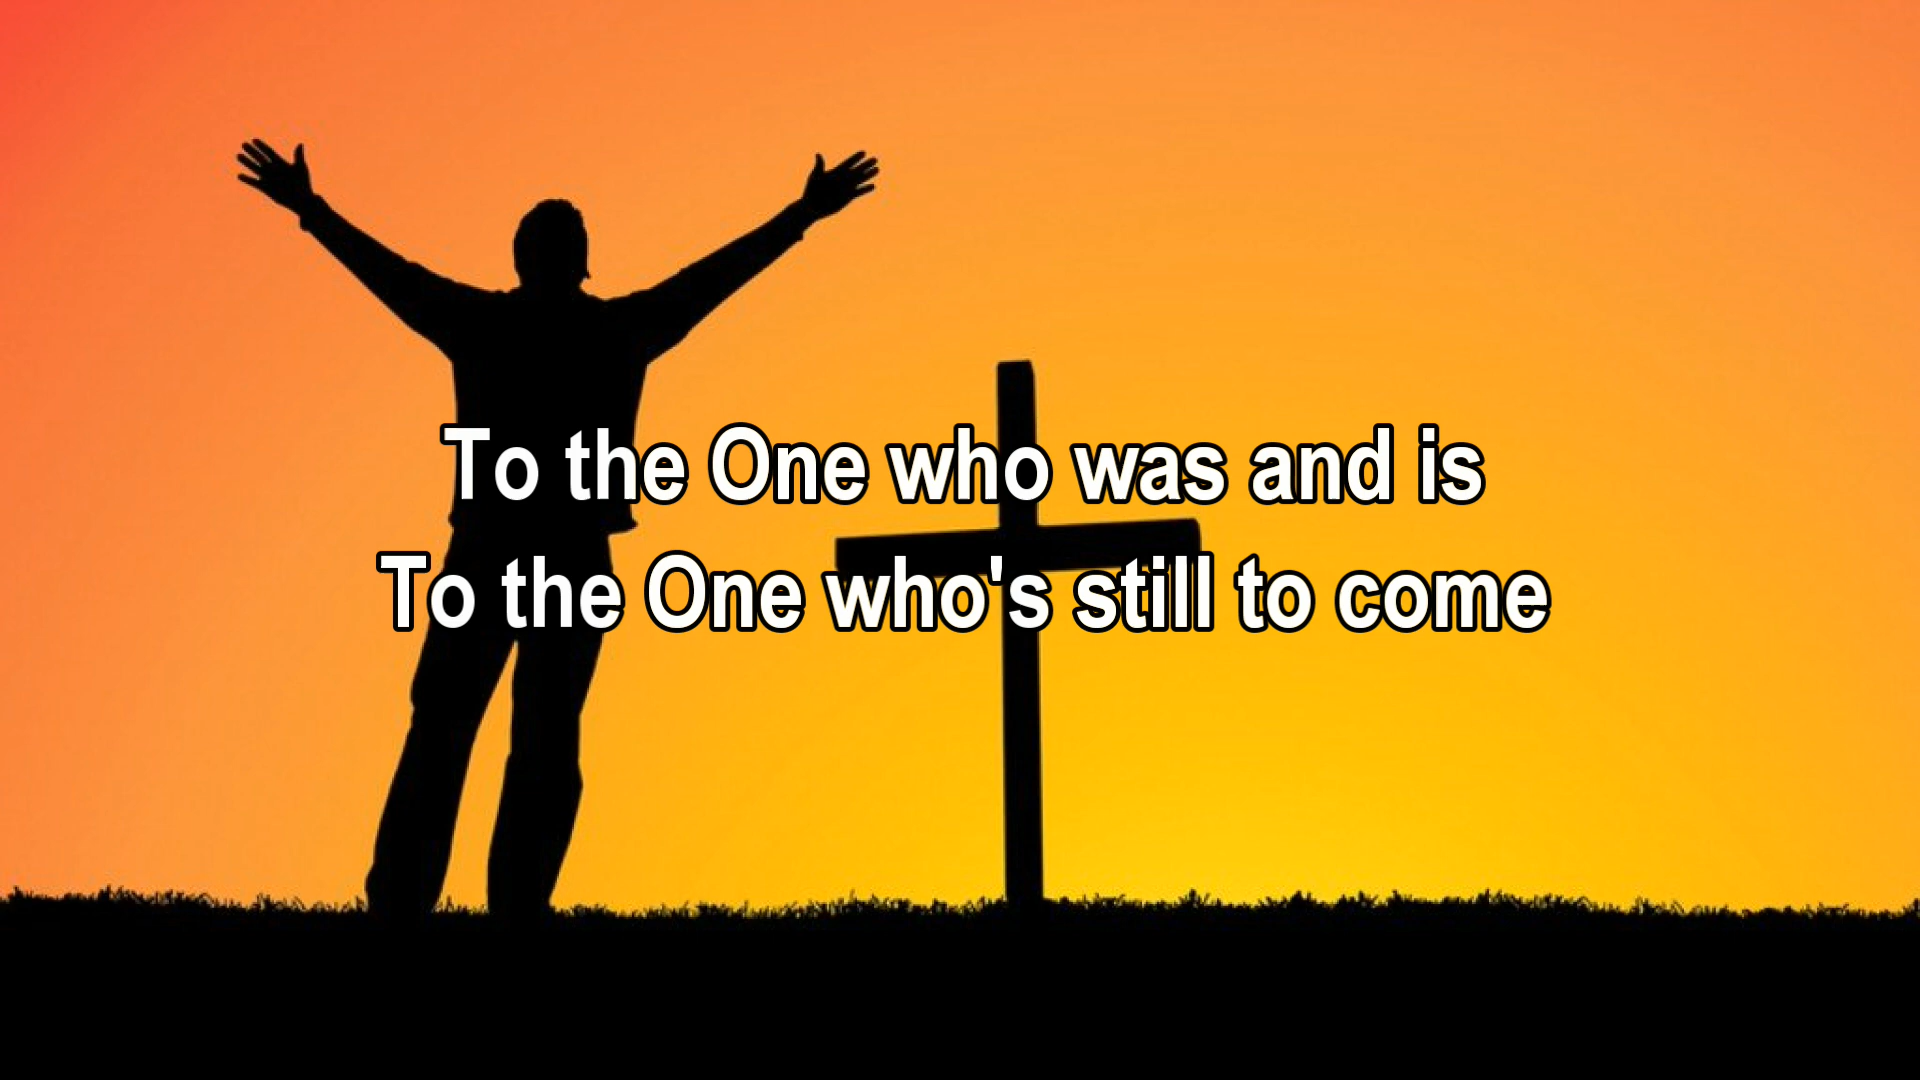 To the One who was and is
To the One who's still to come